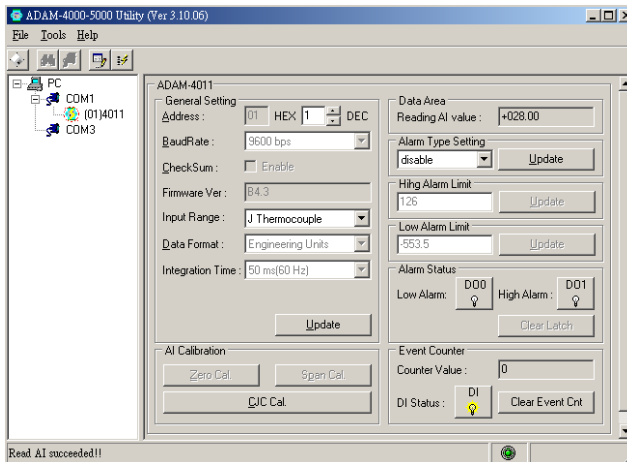 ADAM-4000-5000 Utility (Ver 3.10.06)
File Tools Help
PC
COM1
(01)4011
COM3
ADAM-4011
General Setting
Address : 01 HEX 1 DEC
BaudRate : 9600 bps
CheckSum : Enable
Firmware Ver : B4.3
Input Range : J Thermocouple
Data Format : Engineering Units
Integration Time : 50 ms(60 Hz)
Update
AI Calibration
Zero Cal. Span Cal.
CJC Cal.
Data Area
Reading AI value : +028.00
Alarm Type Setting
disable Update
Hihg Alarm Limit
126 Update
Low Alarm Limit
-553.5 Update
Alarm Status
Low Alarm: DO0 High Alarm : DO1
Clear Latch
Event Counter
Counter Value : 0
DI Status : DI Clear Event Cnt
Read AI succeeded!!